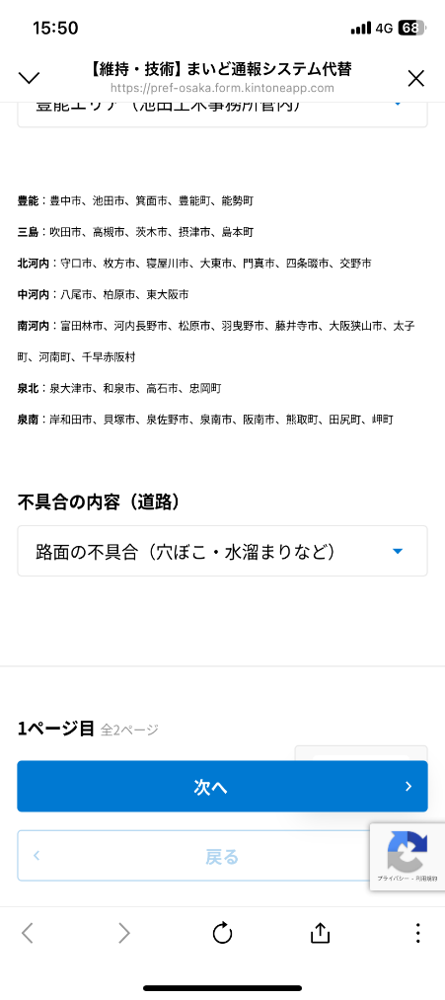 15:50
4G
68
【維持・技術】まいど通報システム代替
https://pref-osaka.form.kintoneapp.com
豊能エリア（池田土木事務所管内）
豊能：豊中市、池田市、箕面市、豊能町、能勢町
三島：吹田市、高槻市、茨木市、摂津市、島本町
北河内：守口市、枚方市、寝屋川市、大東市、門真市、四条畷市、交野市
中河内：八尾市、柏原市、東大阪市
南河内：富田林市、河内長野市、松原市、羽曳野市、藤井寺市、大阪狭山市、太子
町、河南町、千早赤阪村
泉北：泉大津市、和泉市、高石市、忠岡町
泉南：岸和田市、貝塚市、泉佐野市、泉南市、阪南市、熊取町、田尻町、岬町
不具合の内容（道路）
路面の不具合（穴ぼこ・水溜まりなど）
1ページ目 全2ページ
次へ
戻る
プライバシー - 利用規約